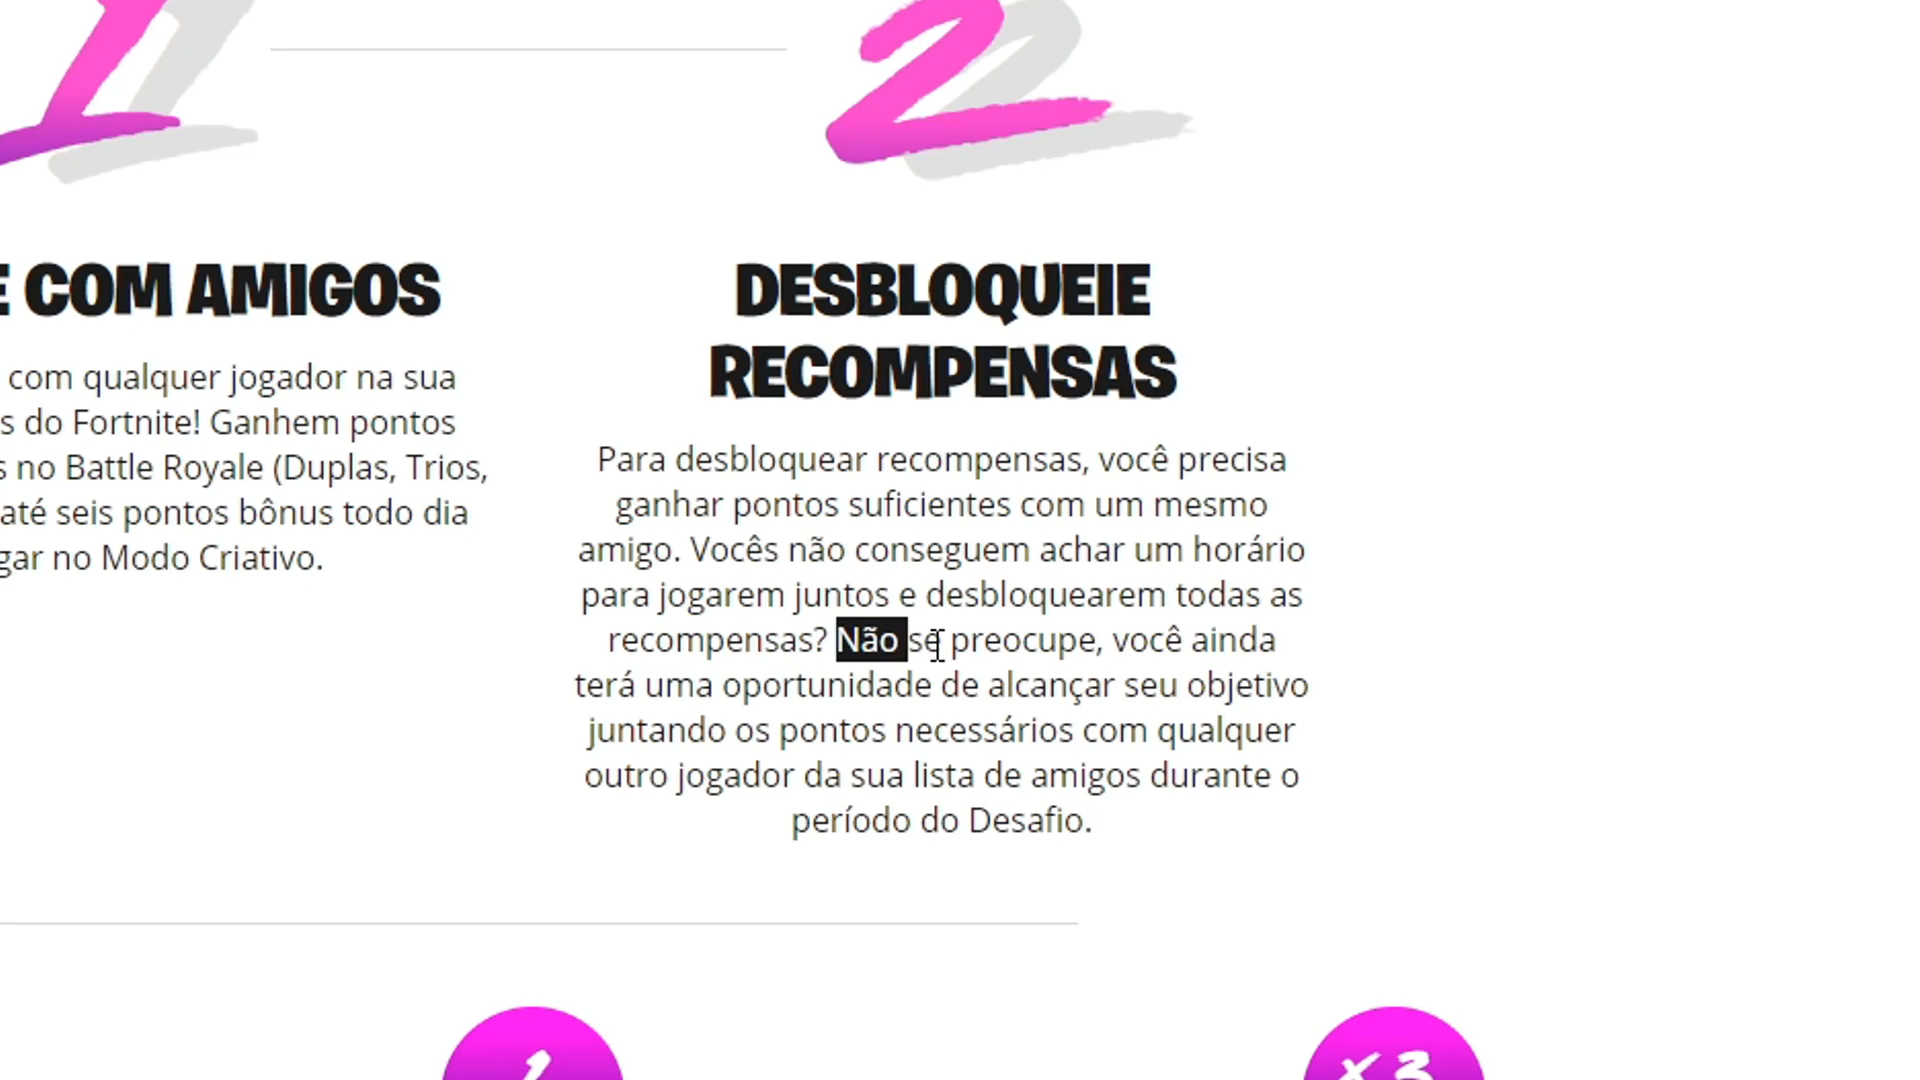 1
2
E COM AMIGOS
com qualquer jogador na sua
s do Fortnite! Ganhem pontos
s no Battle Royale (Duplas, Trios,
até seis pontos bônus todo dia
gar no Modo Criativo.
DESBLOQUEIE
RECOMPENSAS
Para desbloquear recompensas, você precisa
ganhar pontos suficientes com um mesmo
amigo. Vocês não conseguem achar um horário
para jogarem juntos e desbloquearem todas as
recompensas? Não se preocupe, você ainda
terá uma oportunidade de alcançar seu objetivo
juntando os pontos necessários com qualquer
outro jogador da sua lista de amigos durante o
período do Desafio.
1
x3